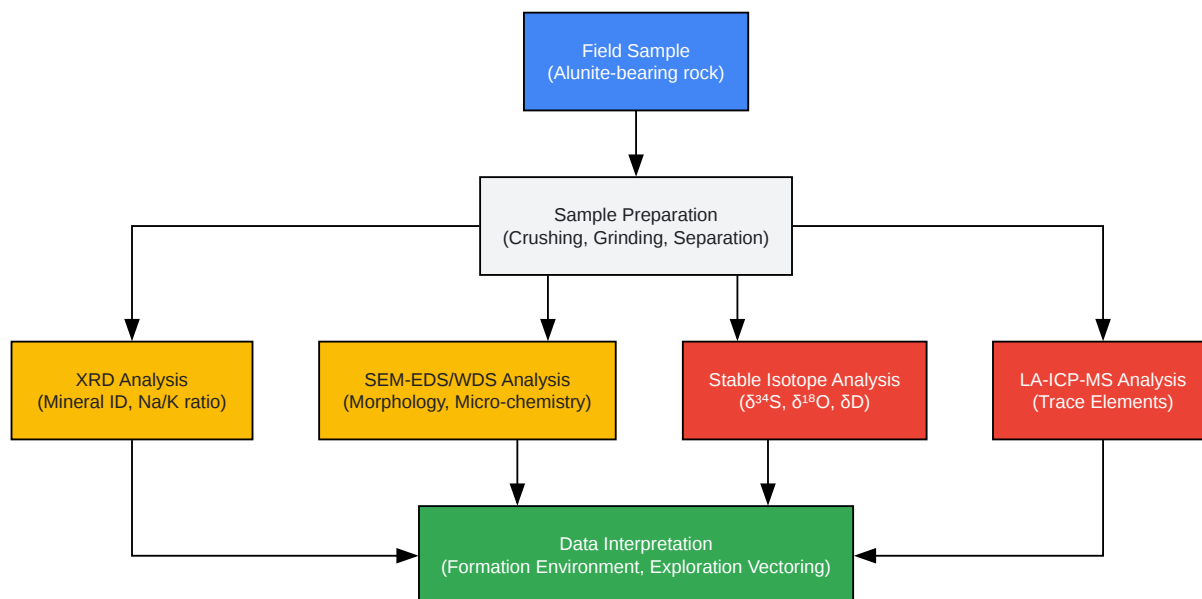 Field Sample
(Alunite-bearing rock)
Sample Preparation
(Crushing, Grinding, Separation)
XRD Analysis
(Mineral ID, Na/K ratio)
SEM-EDS/WDS Analysis
(Morphology, Micro-chemistry)
Stable Isotope Analysis
(δ³⁴S, δ¹⁸O, δD)
LA-ICP-MS Analysis
(Trace Elements)
Data Interpretation
(Formation Environment, Exploration Vectoring)